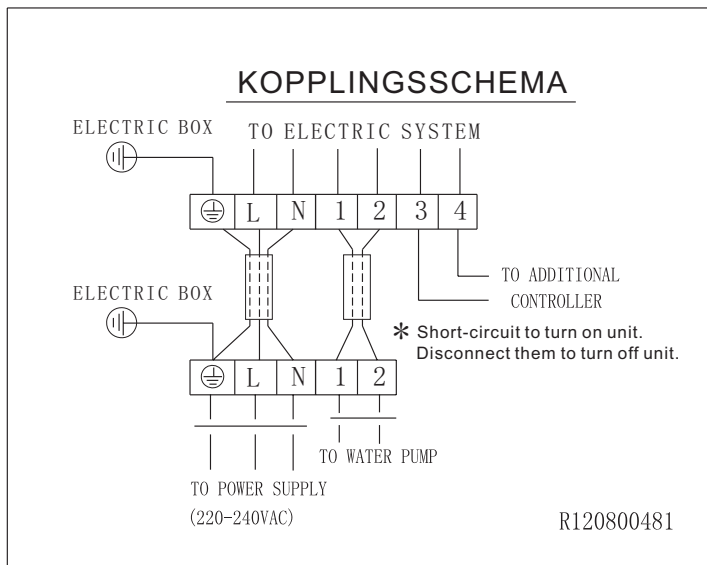 KOPPLINGSSCHEMA
ELECTRIC BOX
TO ELECTRIC SYSTEM
L N 1 2 3 4
TO ADDITIONAL
CONTROLLER
ELECTRIC BOX
* Short-circuit to turn on unit.
Disconnect them to turn off unit.
L N 1 2
TO WATER PUMP
TO POWER SUPPLY
(220-240VAC)
R120800481